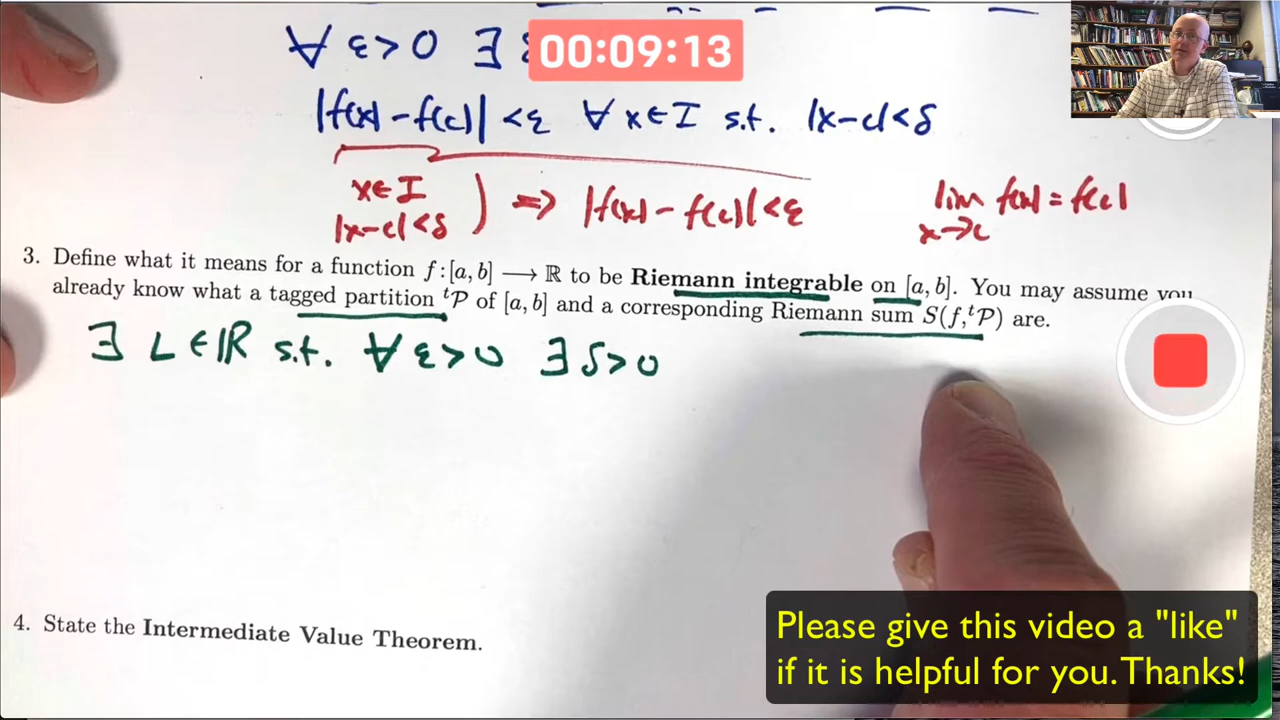 ∀ ε>0 ∃
00:09:13
|f(x)-f(c)|<ε ∀ x∈I s.t. |x-c|<δ
x∈I
|x-c|<δ ) ⇒ |f(x)-f(c)|<ε
lim f(x)=f(c)
x→c
3. Define what it means for a function f:[a, b] ⟶ ℝ to be Riemann integrable on [a, b]. You may assume you
already know what a tagged partition ᵗP of [a, b] and a corresponding Riemann sum S(f,ᵗP) are.
∃ L∈ℝ s.t. ∀ ε>0 ∃ δ>0
4. State the Intermediate Value Theorem.
Please give this video a "like"
if it is helpful for you. Thanks!